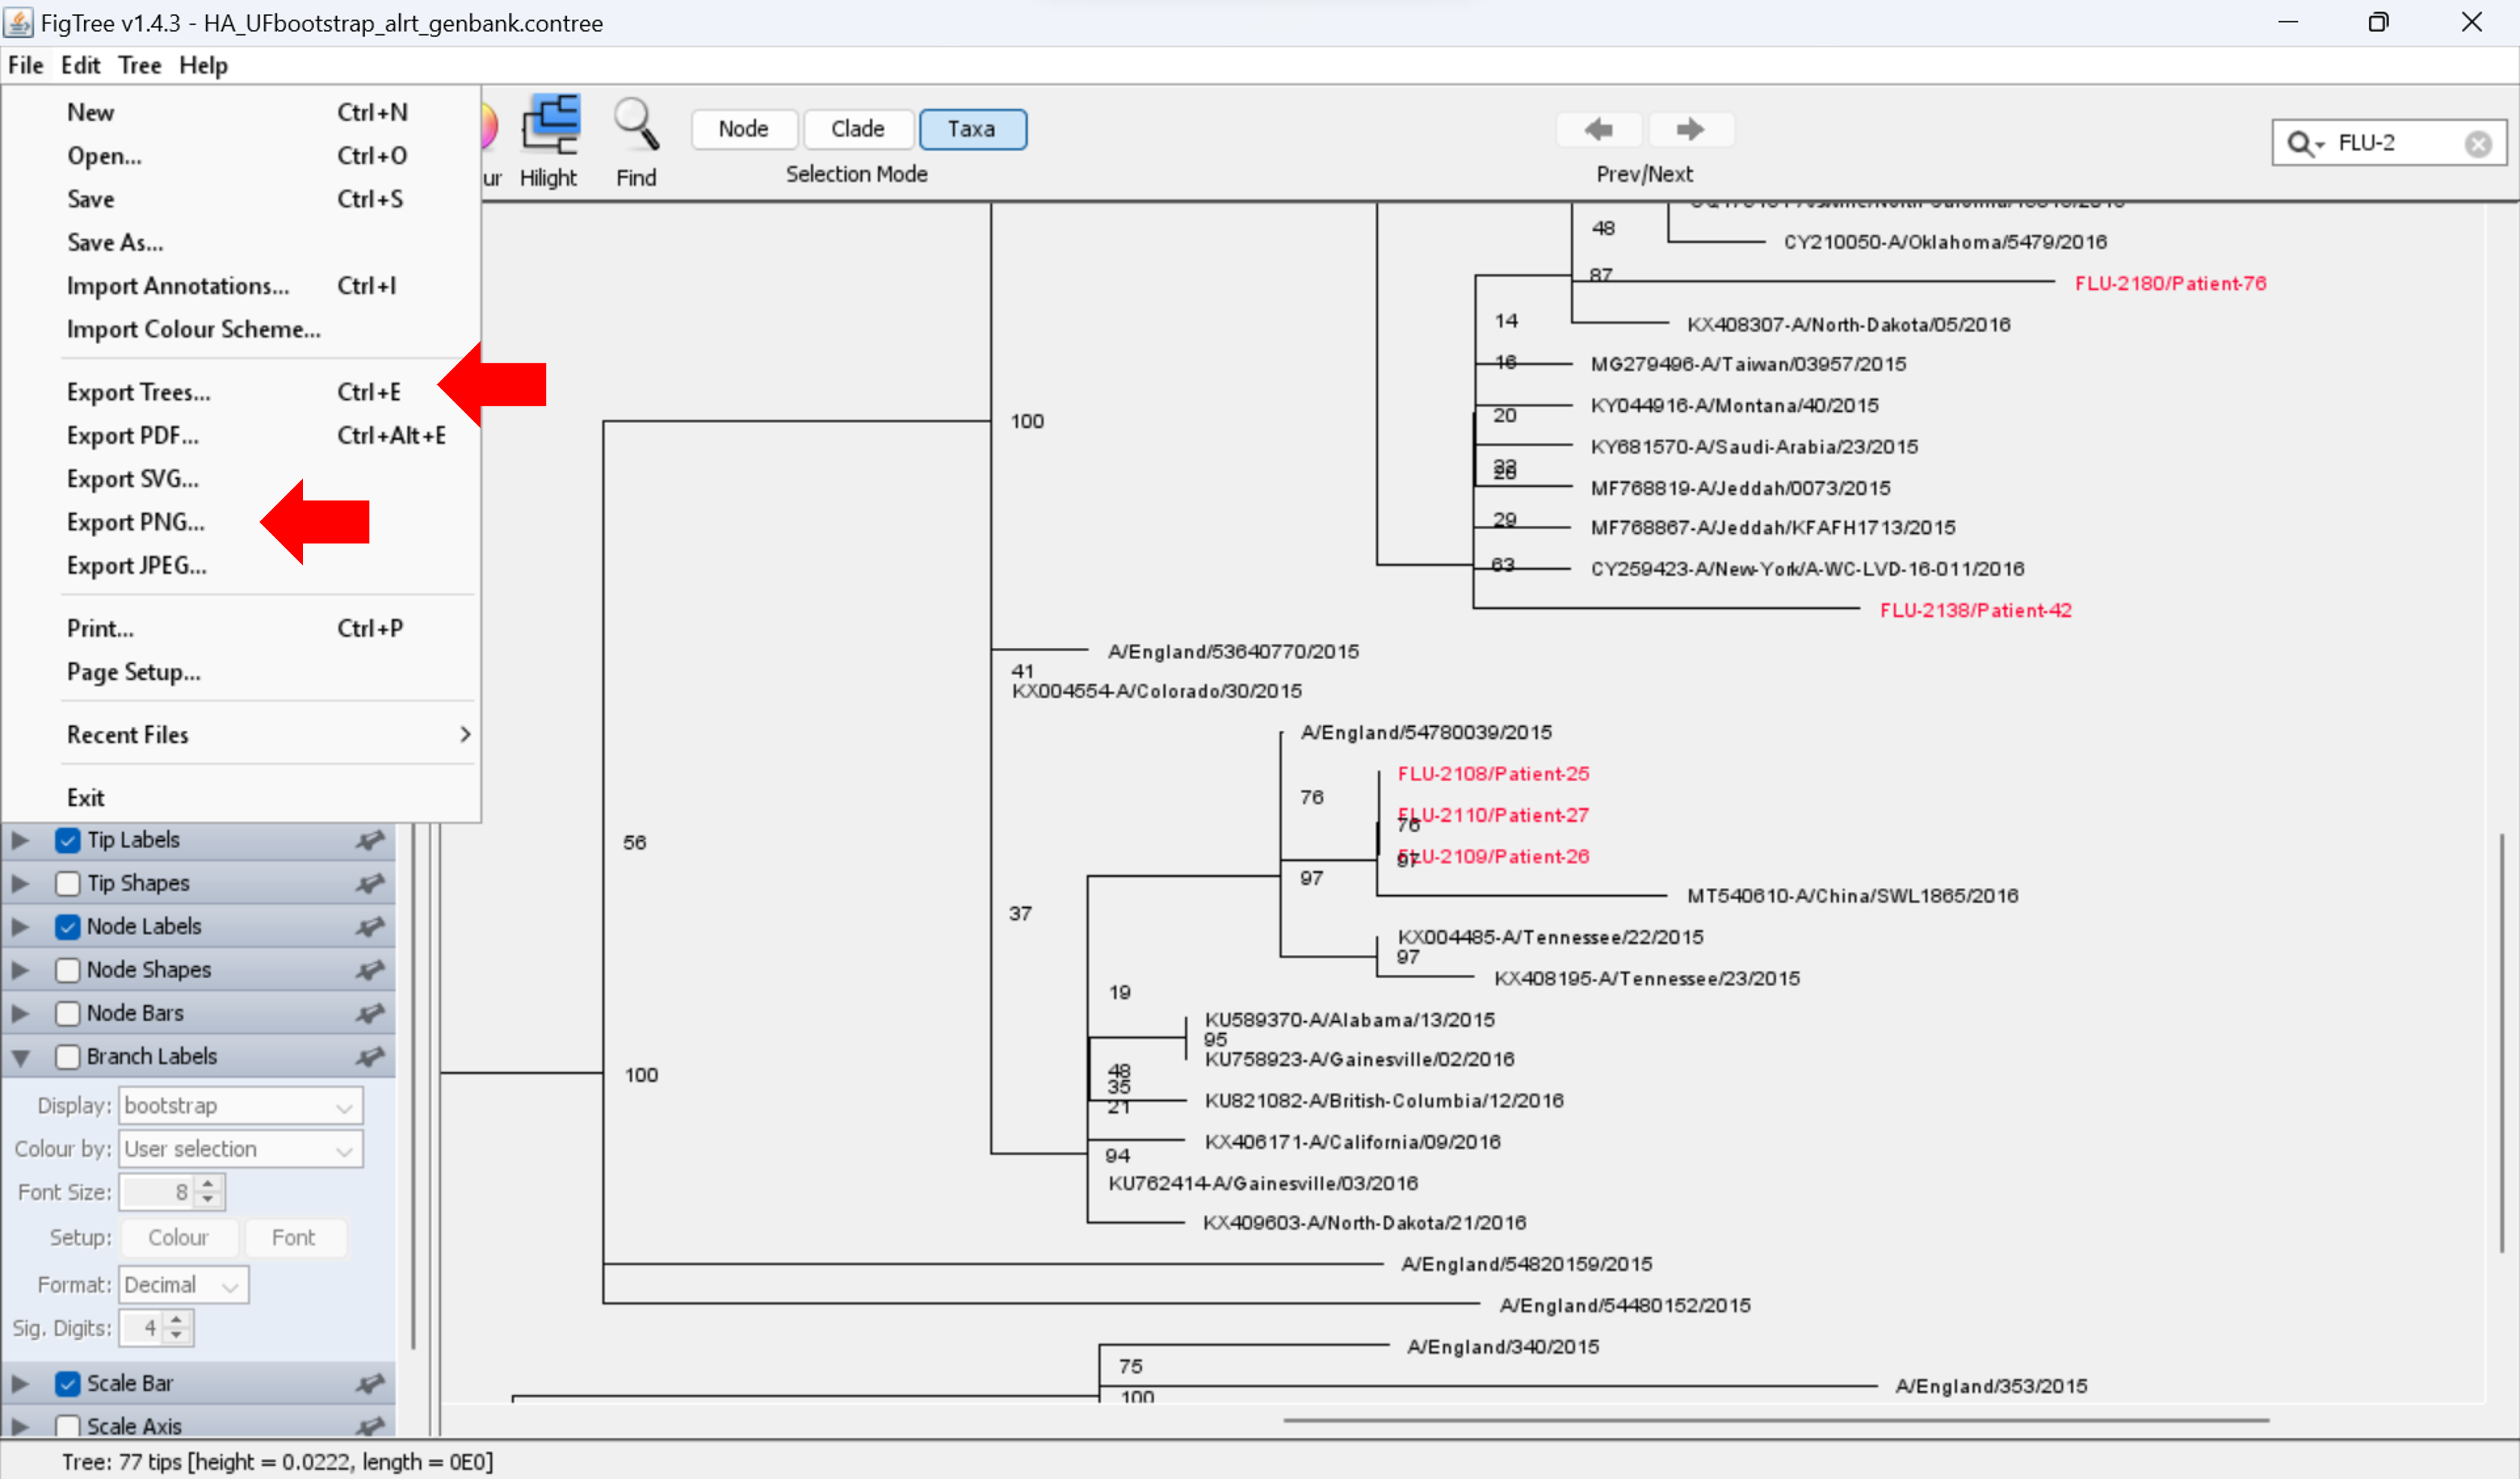 FigTree v1.4.3 - HA_UFbootstrap_alrt_genbank.contree
File Edit Tree Help
New Ctrl+N
Open... Ctrl+O
Save Ctrl+S
Save As...
Import Annotations... Ctrl+I
Import Colour Scheme...
Export Trees... Ctrl+E
Export PDF... Ctrl+Alt+E
Export SVG...
Export PNG...
Export JPEG...
Print... Ctrl+P
Page Setup...
Recent Files
Exit
ur Hilight Find
Node Clade Taxa
Selection Mode
Prev/Next
FLU-2
48
CY210050-A/Oklahoma/5479/2016
87
FLU-2180/Patient-76
14
KX408307-A/North-Dakota/05/2016
16
MG279496-A/Taiwan/03957/2015
KY044916-A/Montana/40/2015
20
KY681570-A/Saudi-Arabia/23/2015
MF768819-A/Jeddah/0073/2015
29
MF768867-A/Jeddah/KFAFH1713/2015
63
CY259423-A/New-York/A-WC-LVD-16-011/2016
FLU-2138/Patient-42
100
A/England/53640770/2015
41
KX004554-A/Colorado/30/2015
A/England/54780039/2015
FLU-2108/Patient-25
76
FLU-2110/Patient-27
76
FLU-2109/Patient-26
97
97
MT540610-A/China/SWL1865/2016
56
37
KX004485-A/Tennessee/22/2015
97
KX408195-A/Tennessee/23/2015
19
KU589370-A/Alabama/13/2015
95
KU758923-A/Gainesville/02/2016
48
35
KU821082-A/British-Columbia/12/2016
21
100
KX406171-A/California/09/2016
94
KU762414-A/Gainesville/03/2016
KX409603-A/North-Dakota/21/2016
A/England/54820159/2015
A/England/54480152/2015
A/England/340/2015
75
A/England/353/2015
100
Tip Labels
Tip Shapes
Node Labels
Node Shapes
Node Bars
Branch Labels
Display: bootstrap
Colour by: User selection
Font Size: 8
Setup: Colour Font
Format: Decimal
Sig. Digits: 4
Scale Bar
Scale Axis
Tree: 77 tips [height = 0.0222, length = 0E0]